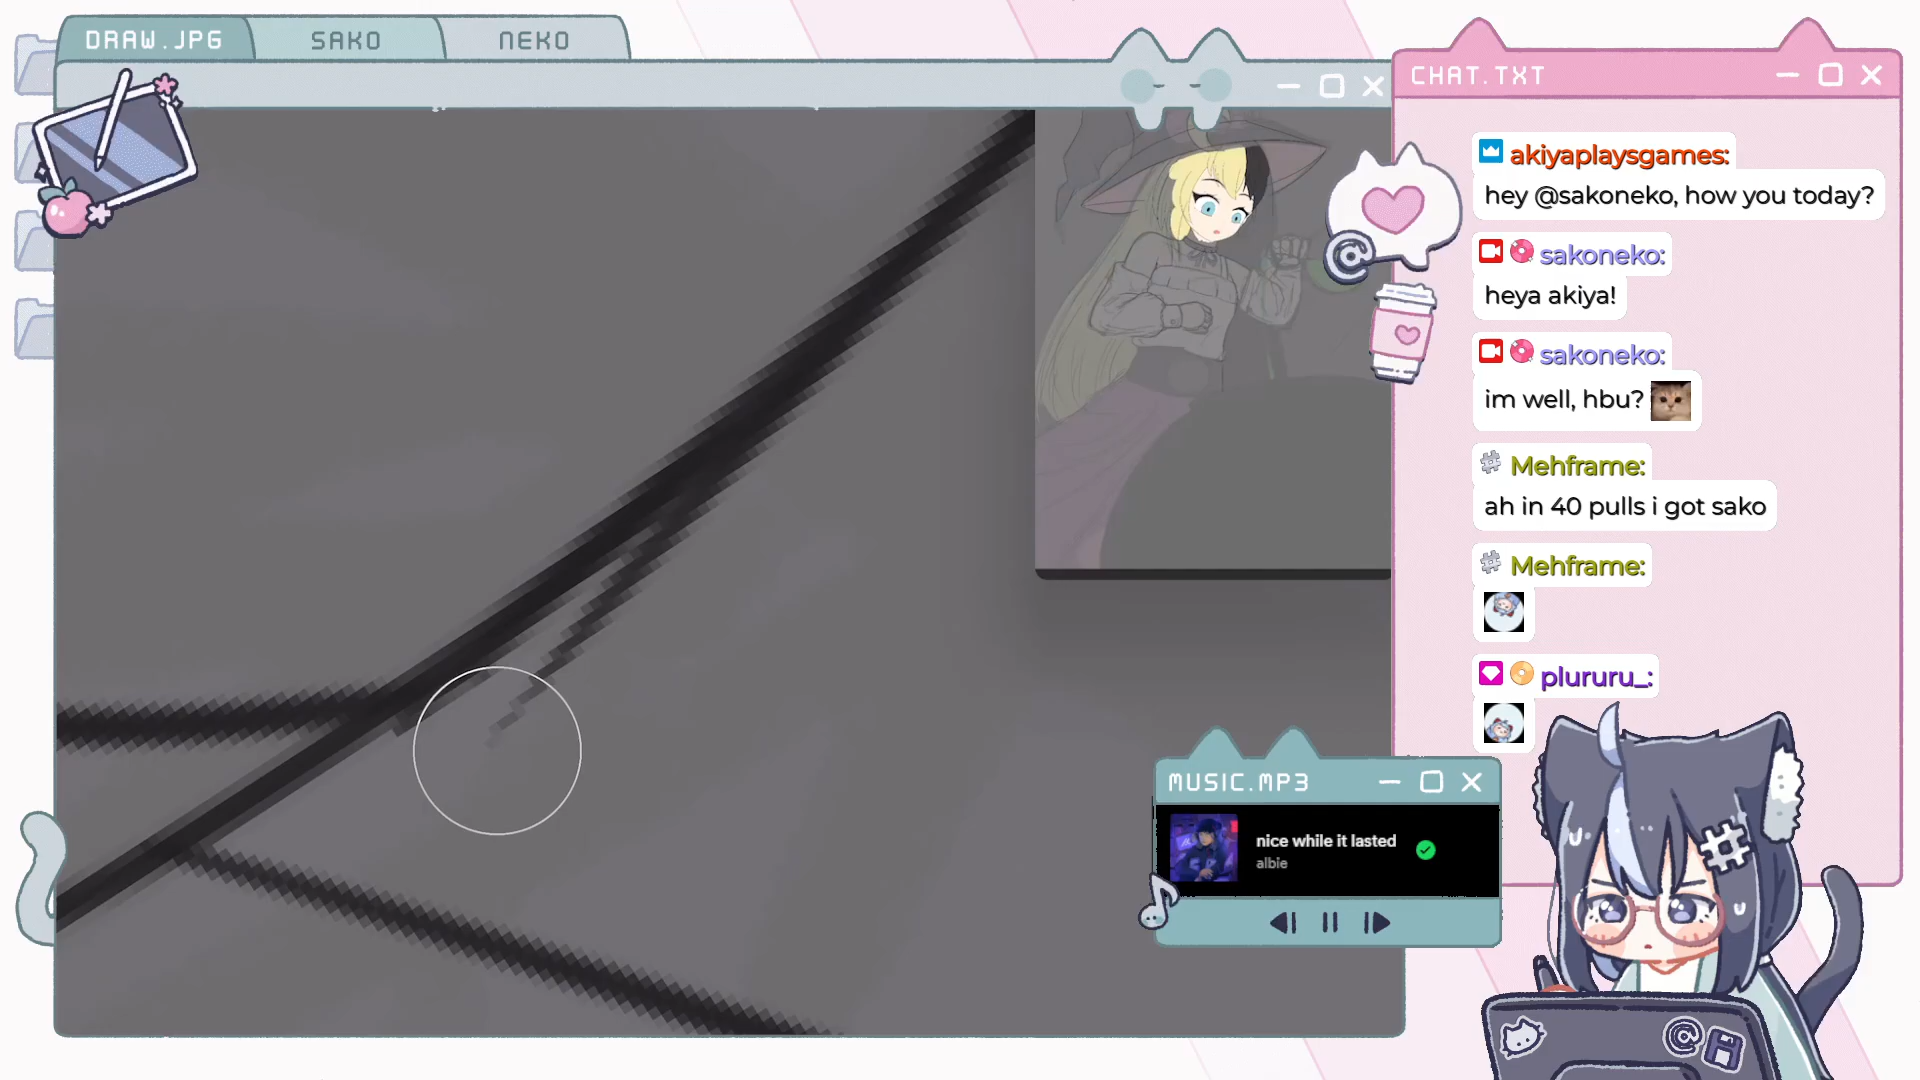 DRAW.JPG
SAKO
NEKO
CHAT.TXT
akiyaplaysgames:
hey @sakoneko, how you today?
sakoneko:
heya akiya!
sakoneko:
im well, hbu?
Mehframe:
ah in 40 pulls i got sako
Mehframe:
plururu_:
MUSIC.MP3
nice while it lasted
albie